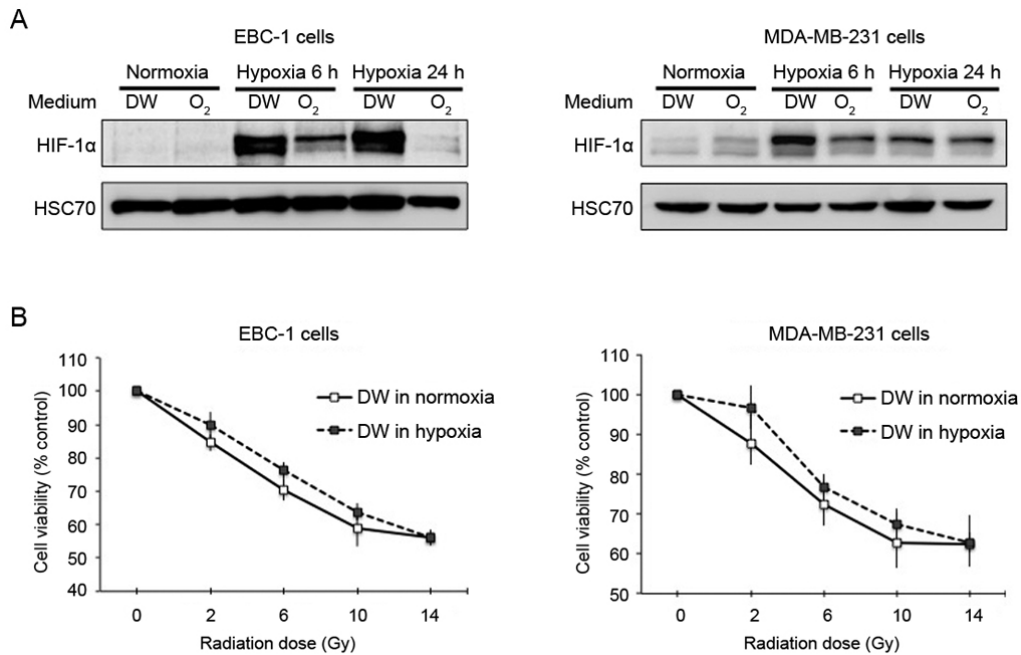 A
EBC-1 cells
Normoxia Hypoxia 6 h Hypoxia 24 h
Medium DW O₂ DW O₂ DW O₂
HIF-1α
HSC70
MDA-MB-231 cells
Normoxia Hypoxia 6 h Hypoxia 24 h
Medium DW O₂ DW O₂ DW O₂
HIF-1α
HSC70
B
EBC-1 cells
Cell viability (% control)
110
100
90
80
70
60
50
40
DW in normoxia
DW in hypoxia
0 2 6 10 14
Radiation dose (Gy)
MDA-MB-231 cells
Cell viability (% control)
110
100
90
80
70
60
50
DW in normoxia
DW in hypoxia
0 2 6 10 14
Radiation dose (Gy)